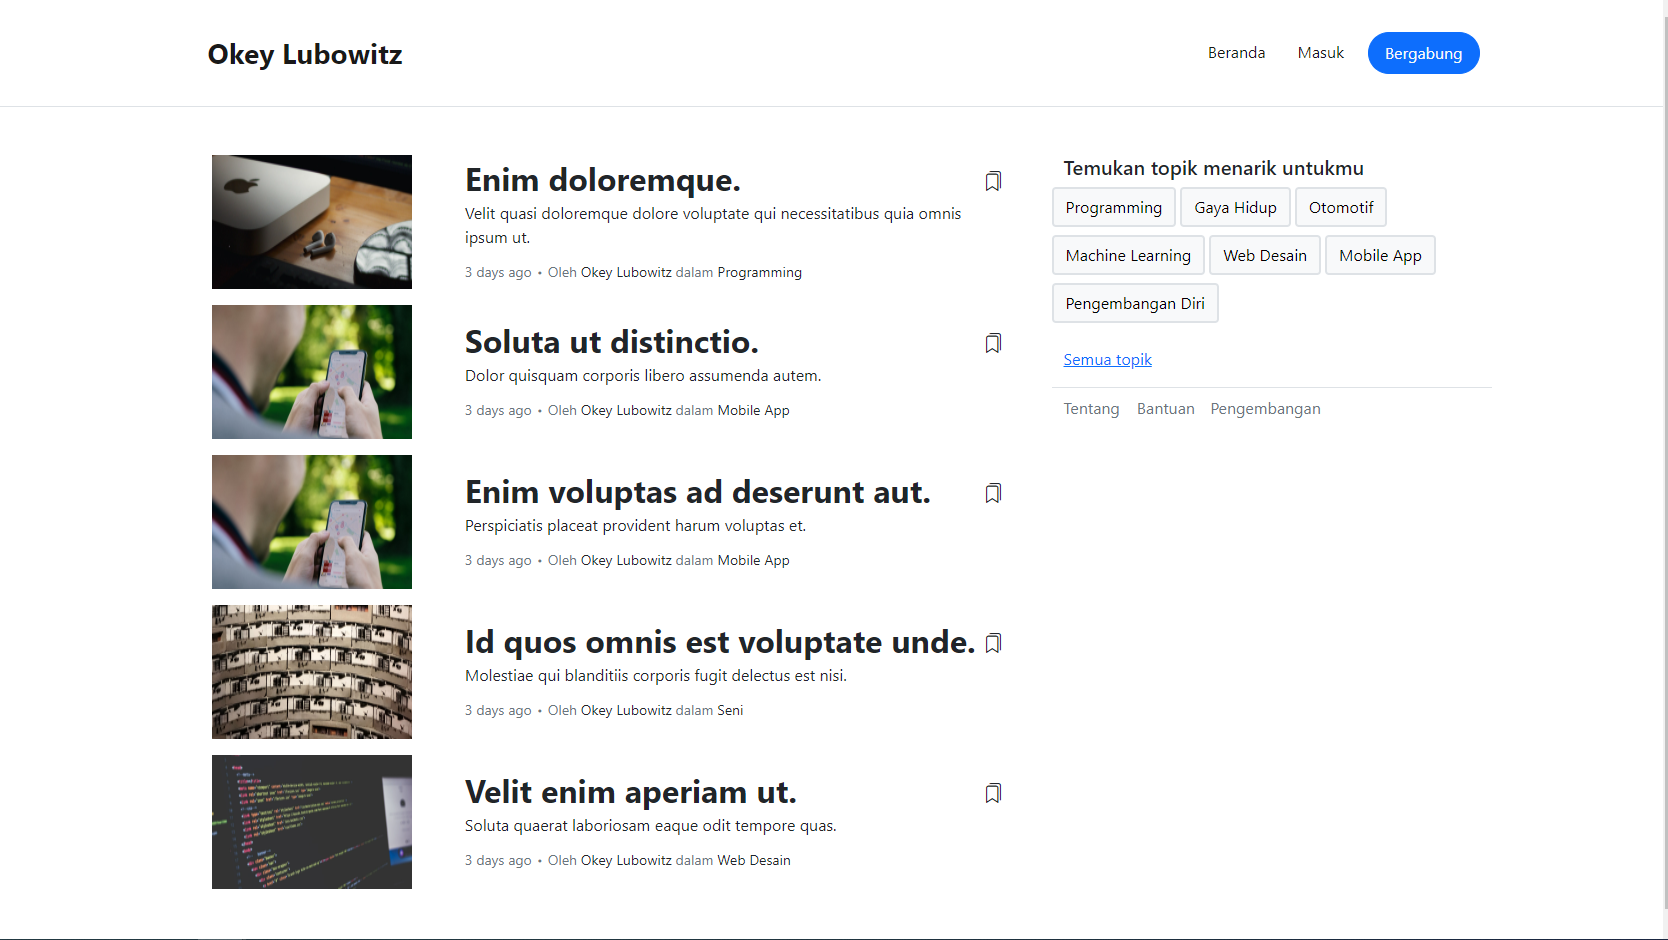 Okey Lubowitz
Beranda
Masuk
Bergabung
Enim doloremque.
Velit quasi doloremque dolore voluptate qui necessitatibus quia omnis
ipsum ut.
3 days ago • Oleh Okey Lubowitz dalam Programming
Soluta ut distinctio.
Dolor quisquam corporis libero assumenda autem.
3 days ago • Oleh Okey Lubowitz dalam Mobile App
Enim voluptas ad deserunt aut.
Perspiciatis placeat provident harum voluptas et.
3 days ago • Oleh Okey Lubowitz dalam Mobile App
Id quos omnis est voluptate unde.
Molestiae qui blanditiis corporis fugit delectus est nisi.
3 days ago • Oleh Okey Lubowitz dalam Seni
Velit enim aperiam ut.
Soluta quaerat laboriosam eaque odit tempore quas.
3 days ago • Oleh Okey Lubowitz dalam Web Desain
Temukan topik menarik untukmu
Programming
Gaya Hidup
Otomotif
Machine Learning
Web Desain
Mobile App
Pengembangan Diri
Semua topik
Tentang
Bantuan
Pengembangan